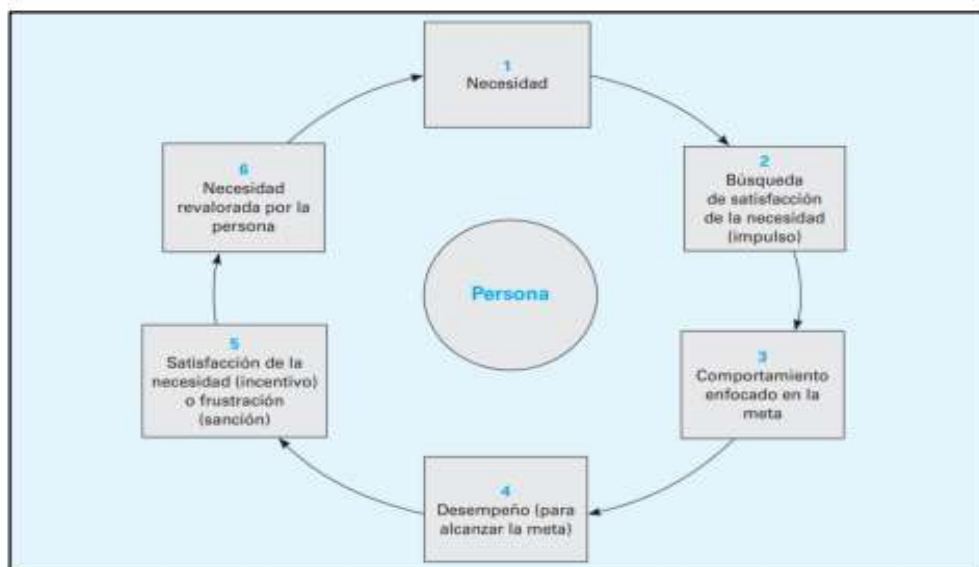 1
Necesidad
2
Búsqueda
de satisfacción
de la necesidad
(impulso)
3
Comportamiento
enfocado en la
meta
4
Desempeño (para
alcanzar la meta)
5
Satisfacción de la
necesidad (incentivo)
o frustración
(sanción)
6
Necesidad
revalorada por la
persona
Persona